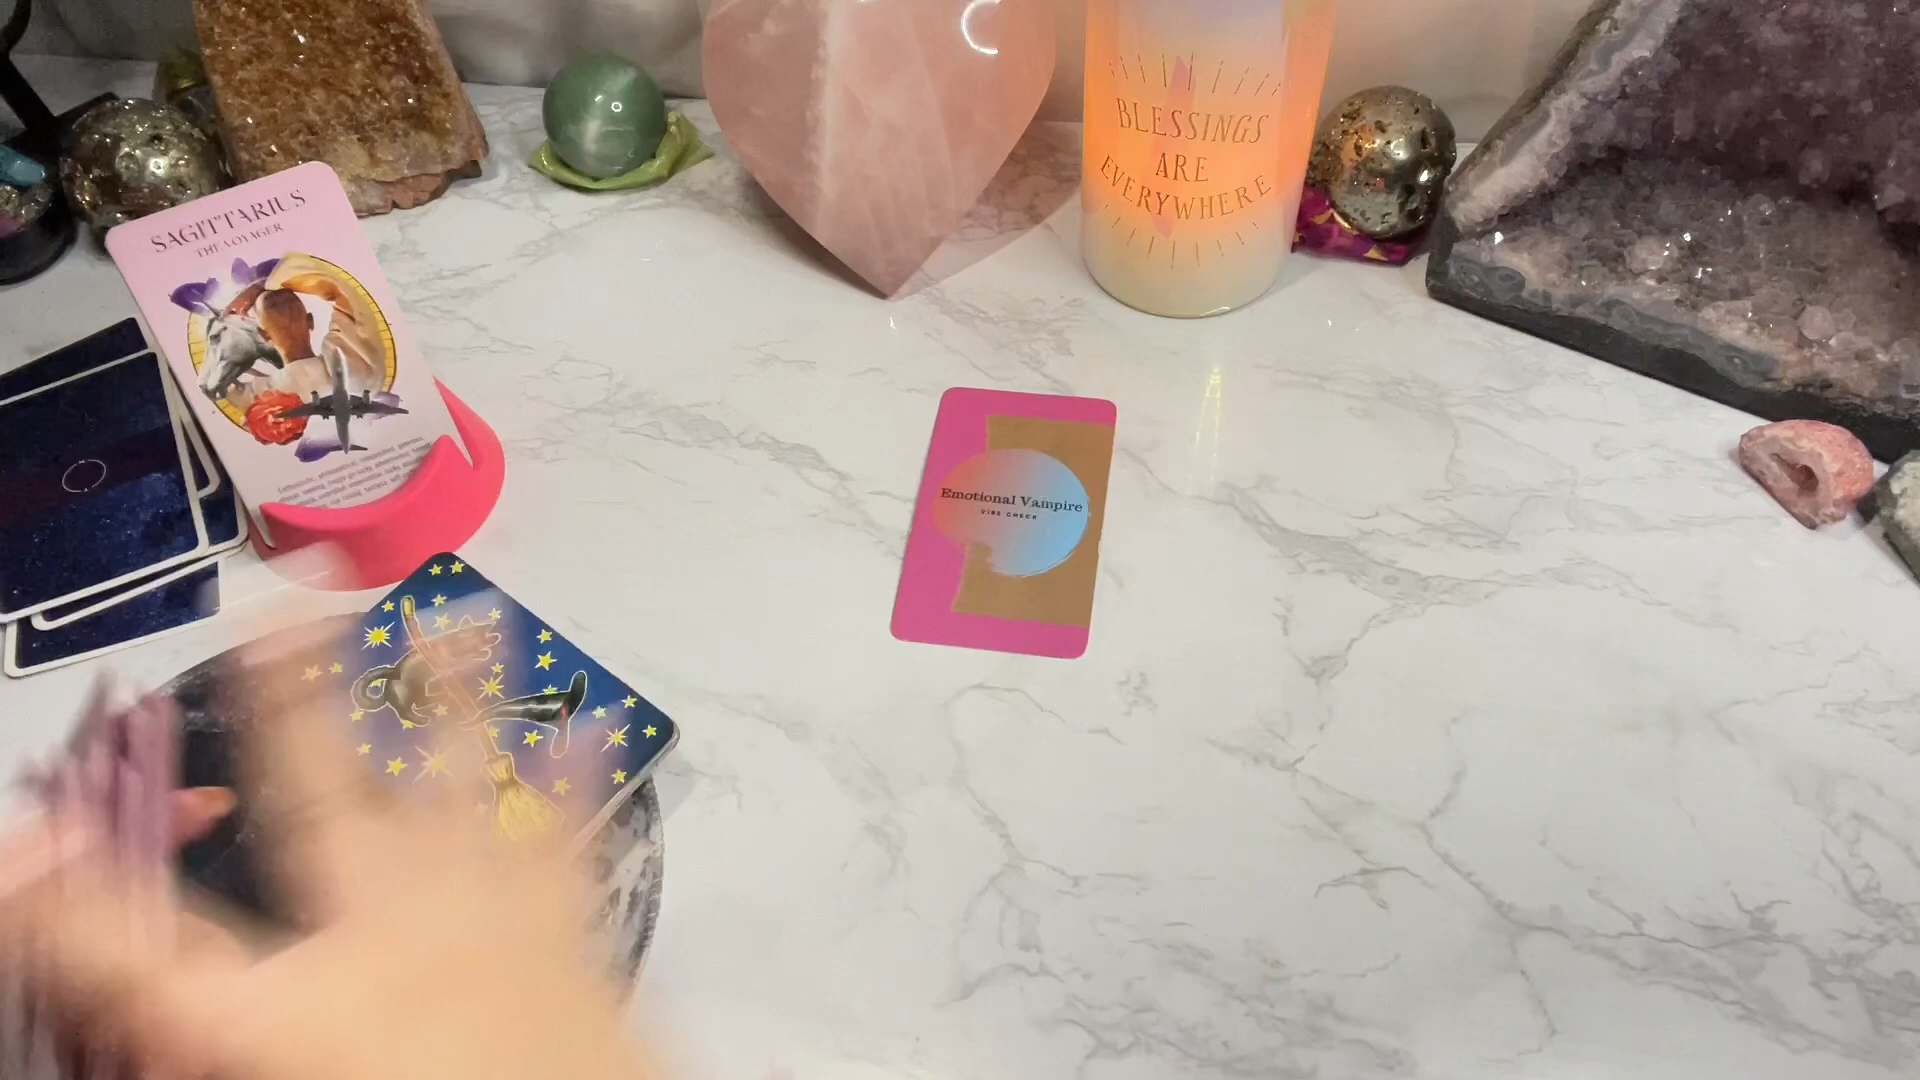 SAGITTARIUS
THE VOYAGER
BLESSINGS
ARE
EVERYWHERE
Emotional Vampire
VIBE CHECK